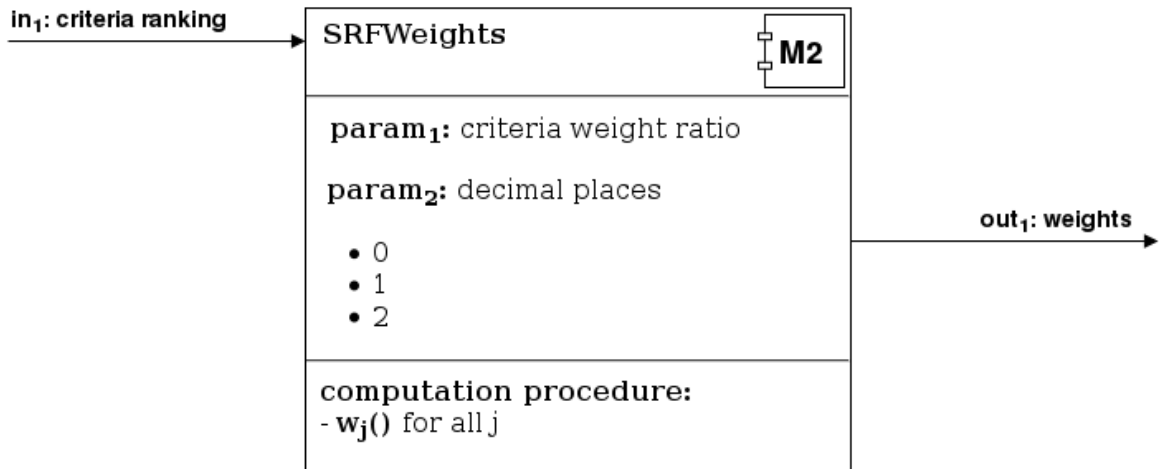 in1: criteria ranking
SRFWeights
M2
param1: criteria weight ratio
param2: decimal places
out1: weights
• 0
• 1
• 2
computation procedure:
- wj() for all j